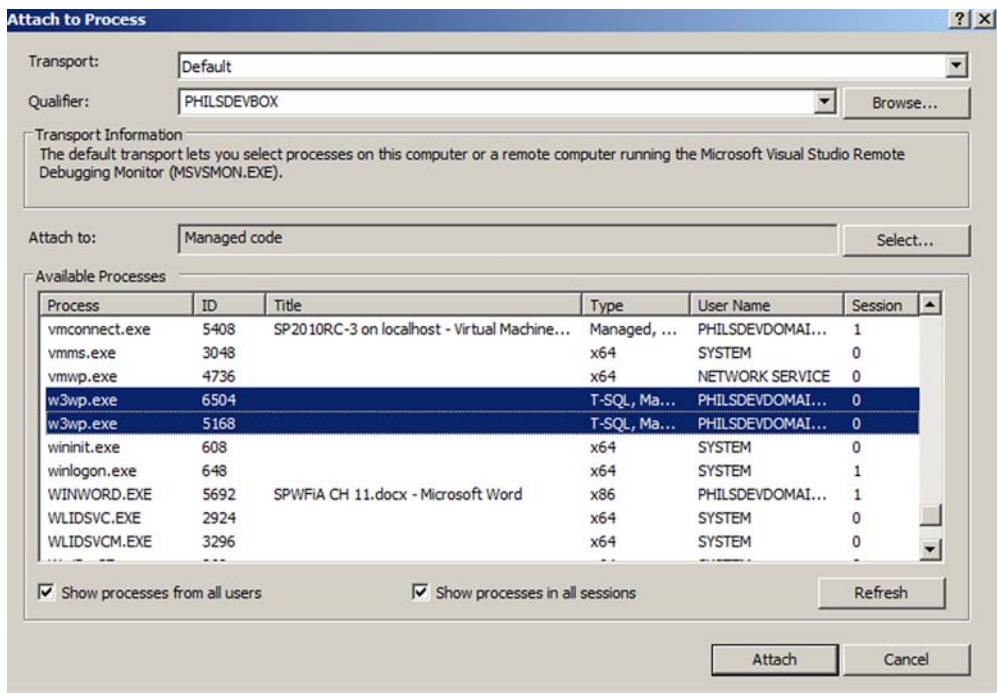 Attach to Process
Transport: Default
Qualifier: PHILSDEVBOX Browse...
Transport Information
The default transport lets you select processes on this computer or a remote computer running the Microsoft Visual Studio Remote
Debugging Monitor (MSVSMON.EXE).
Attach to: Managed code Select...
Available Processes
Process ID Title Type User Name Session
vmconnect.exe 5408 SP2010RC-3 on localhost - Virtual Machine... Managed, ... PHILSDEVDOMAI... 1
vmms.exe 3048 x64 SYSTEM 0
vmwp.exe 4736 x64 NETWORK SERVICE 0
w3wp.exe 6504 T-SQL, Ma... PHILSDEVDOMAI... 0
w3wp.exe 5168 T-SQL, Ma... PHILSDEVDOMAI... 0
wininit.exe 608 x64 SYSTEM 0
winlogon.exe 648 x64 SYSTEM 1
WINWORD.EXE 5692 SPWFiA CH 11.docx - Microsoft Word x86 PHILSDEVDOMAI... 1
WLIDSVC.EXE 2924 x64 SYSTEM 0
WLIDSVCM.EXE 3296 x64 SYSTEM 0
Show processes from all users Show processes in all sessions Refresh
Attach Cancel